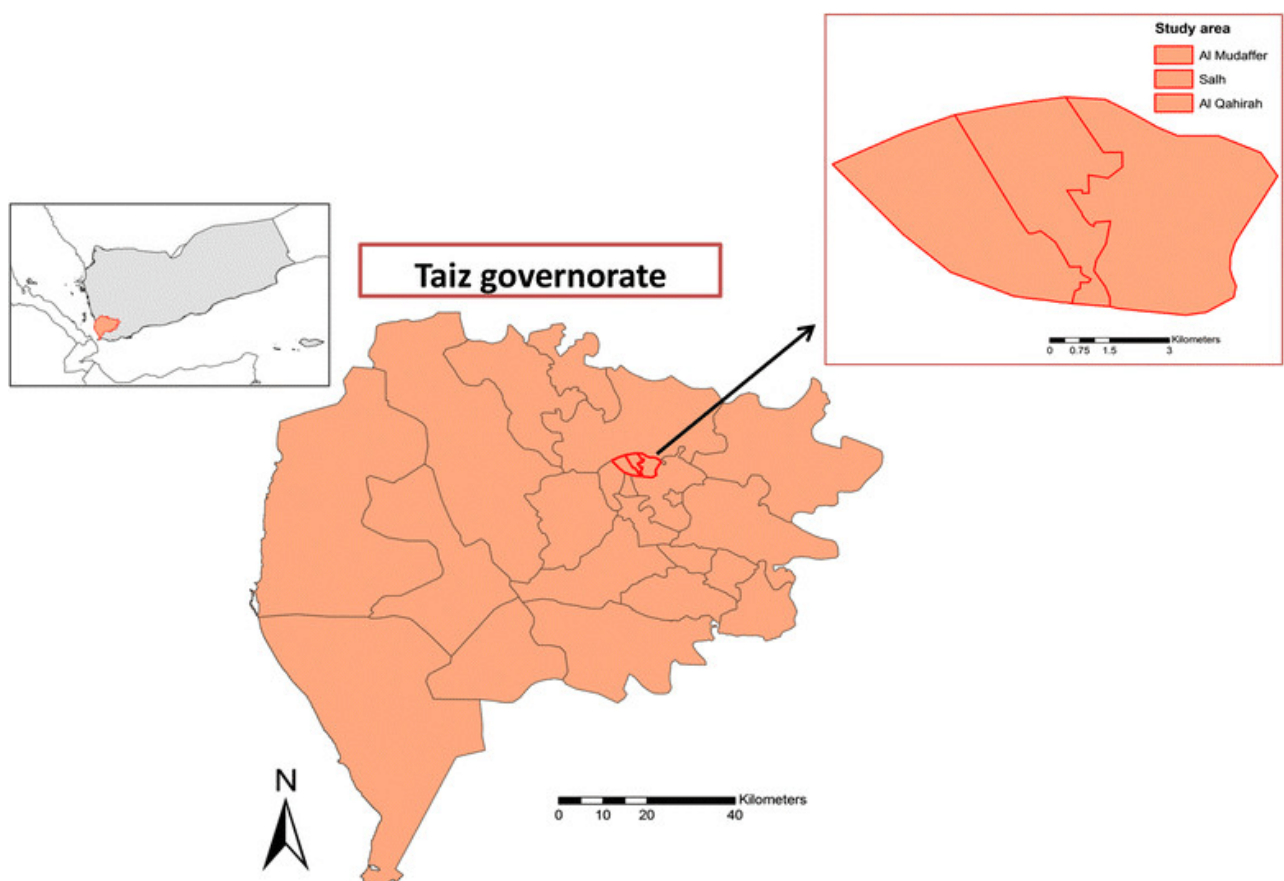 Study area
Al Mudaffer
Salh
Al Qahirah
Taiz governorate
Kilometers
0 0.75 1.5 3
N
Kilometers
0 10 20 40